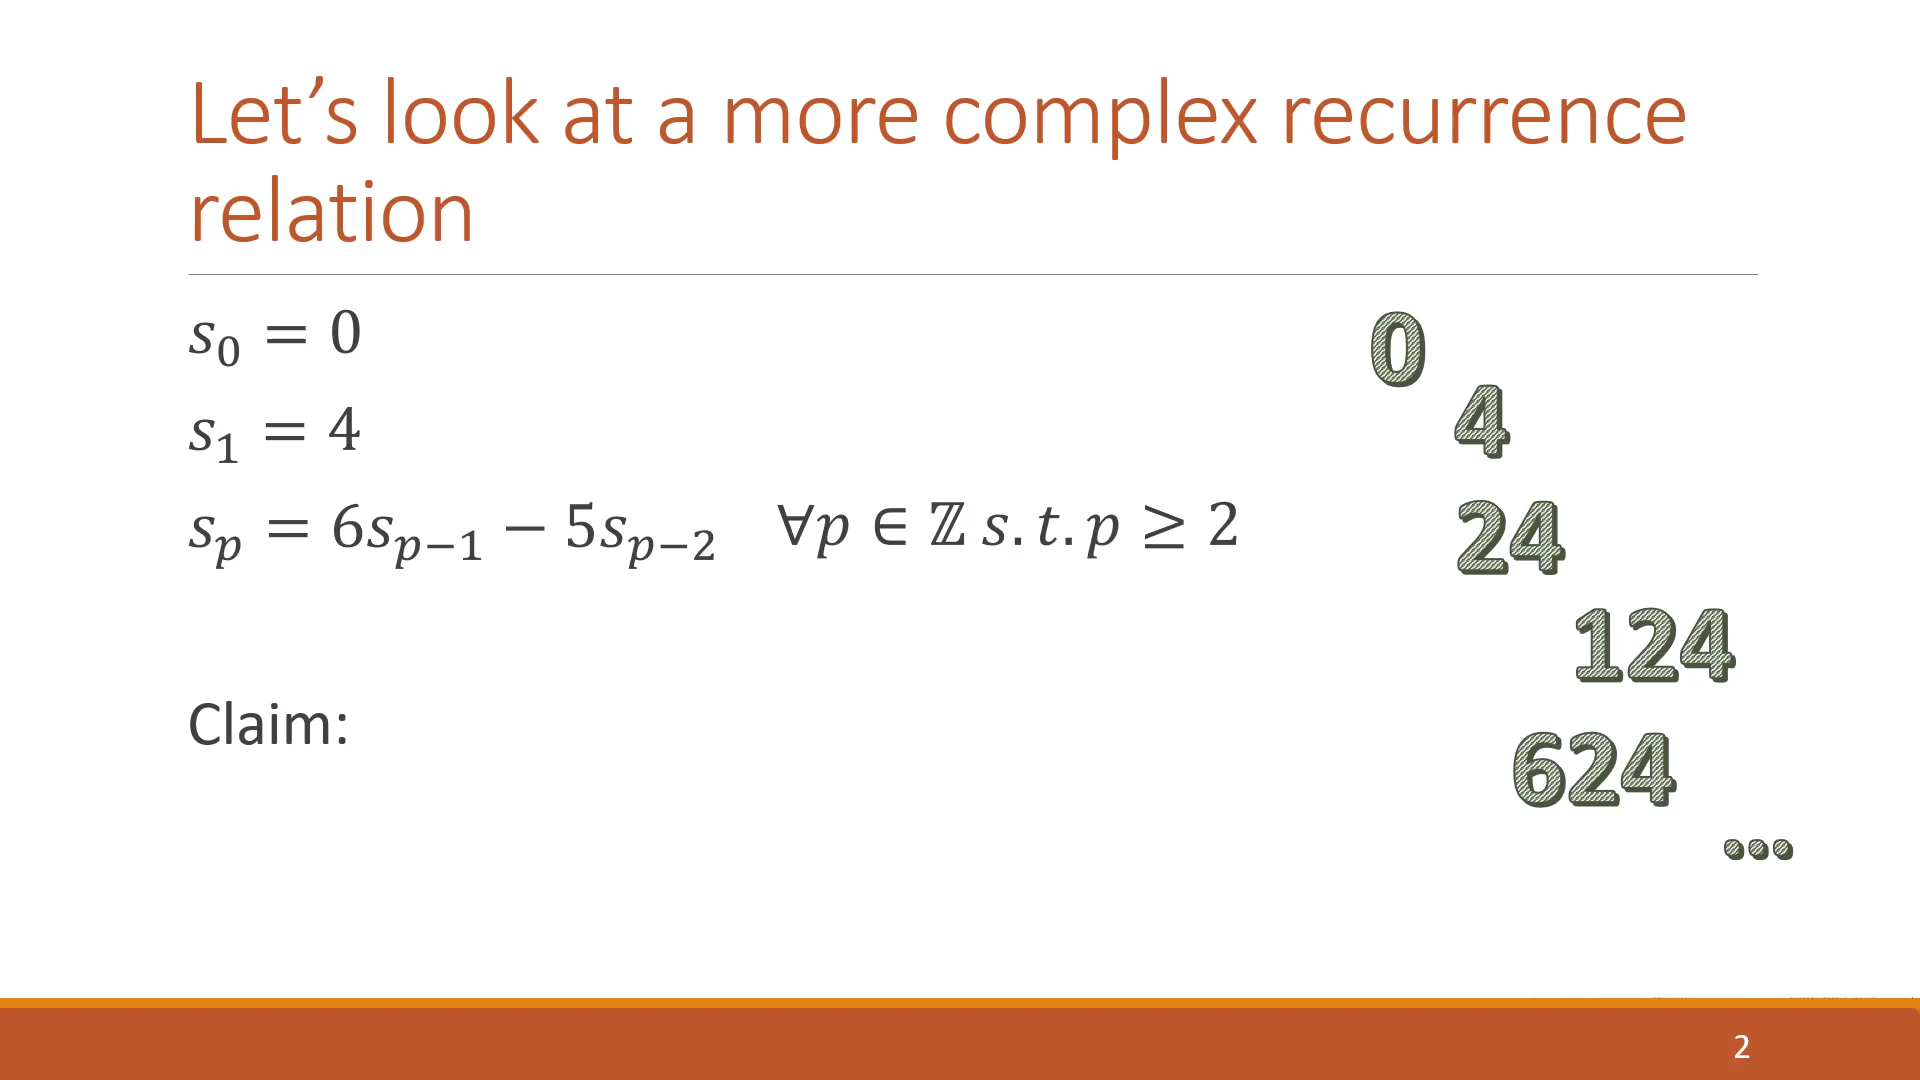 Let’s look at a more complex recurrence
relation
𝑠₀ = 0
𝑠₁ = 4
𝑠ₚ = 6𝑠ₚ₋₁ − 5𝑠ₚ₋₂ ∀𝑝 ∈ ℤ 𝑠.𝑡. 𝑝 ≥ 2
Claim:
0
4
24
124
624
...
2